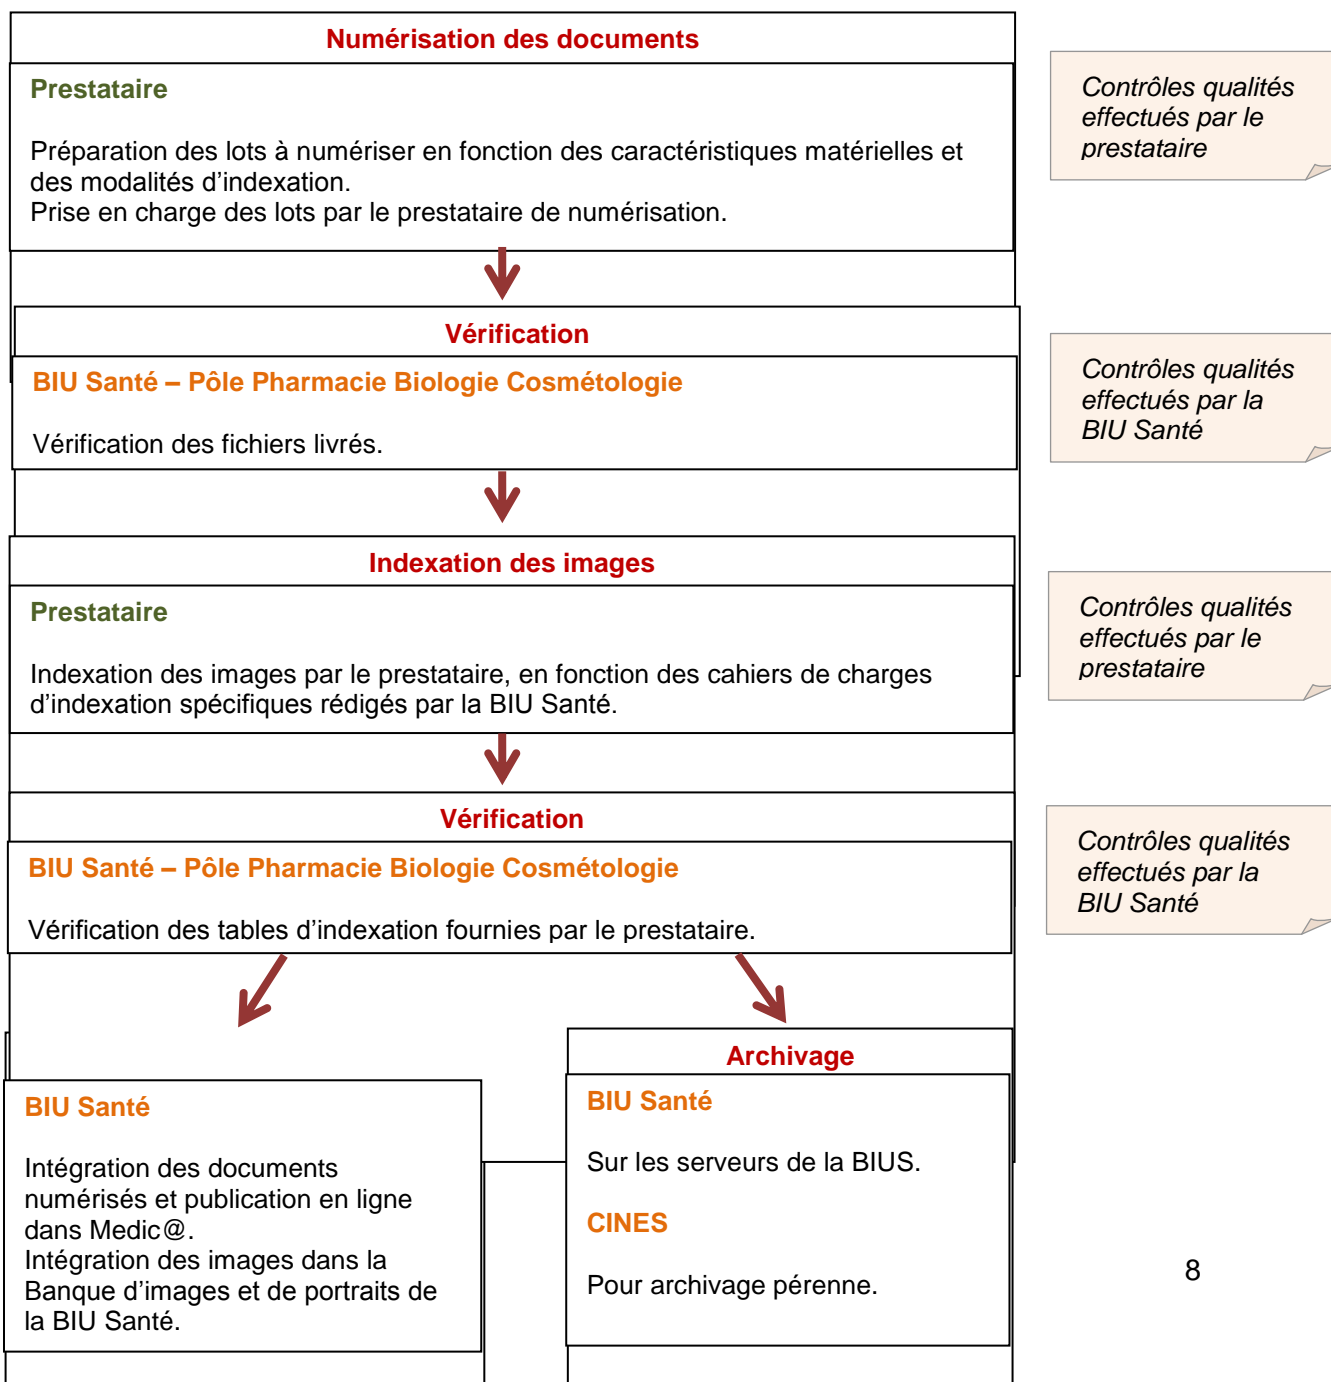 Numérisation des documents
Prestataire
Préparation des lots à numériser en fonction des caractéristiques matérielles et
des modalités d’indexation.
Prise en charge des lots par le prestataire de numérisation.
Contrôles qualités
effectués par le
prestataire
Vérification
BIU Santé – Pôle Pharmacie Biologie Cosmétologie
Vérification des fichiers livrés.
Contrôles qualités
effectués par la
BIU Santé
Indexation des images
Prestataire
Indexation des images par le prestataire, en fonction des cahiers de charges
d’indexation spécifiques rédigés par la BIU Santé.
Contrôles qualités
effectués par le
prestataire
Vérification
BIU Santé – Pôle Pharmacie Biologie Cosmétologie
Vérification des tables d’indexation fournies par le prestataire.
Contrôles qualités
effectués par la
BIU Santé
BIU Santé
Intégration des documents
numérisés et publication en ligne
dans Medic@.
Intégration des images dans la
Banque d’images et de portraits de
la BIU Santé.
Archivage
BIU Santé
Sur les serveurs de la BIUS.
CINES
Pour archivage pérenne.
8